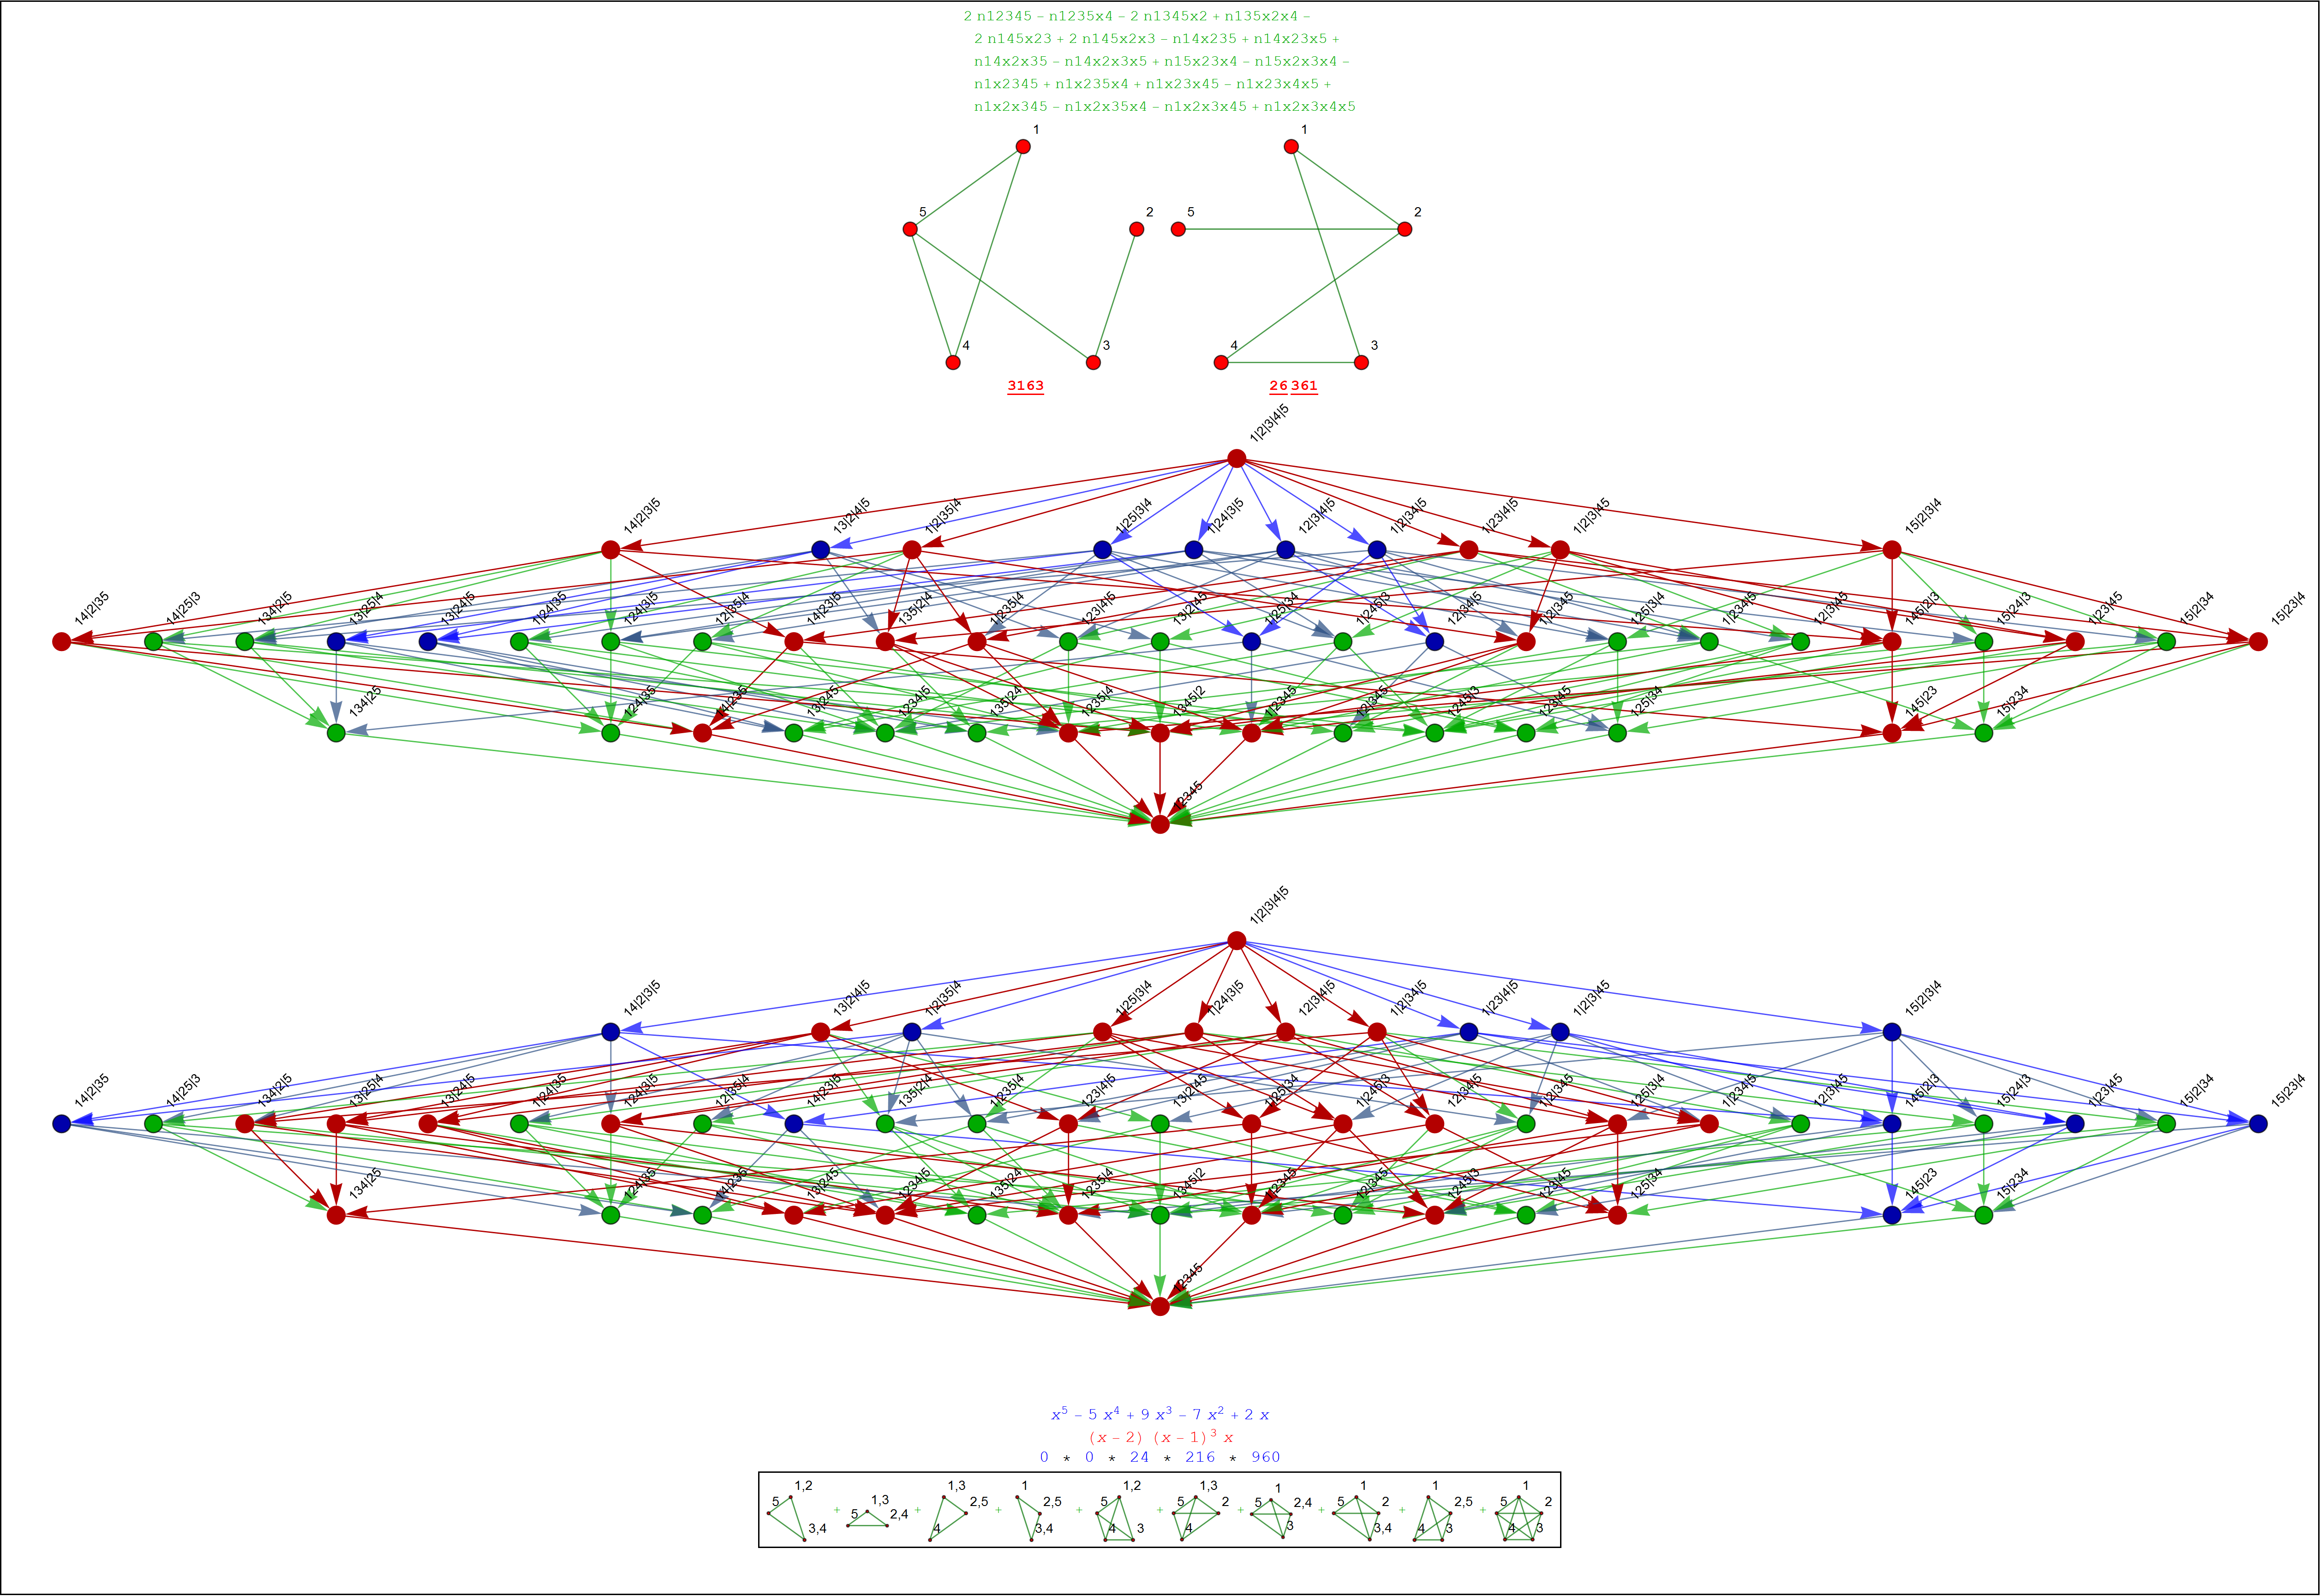 2 n12345 – n1235x4 – 2 n1345x2 + n135x2x4 –
2 n145x23 + 2 n145x2x3 – n14x235 + n14x23x5 +
n14x2x35 – n14x2x3x5 + n15x23x4 – n15x2x3x4 –
n1x2345 + n1x235x4 + n1x23x45 – n1x23x4x5 +
n1x2x345 – n1x2x35x4 – n1x2x3x45 + n1x2x3x4x5
1 1
5 2 5 2
4 3 4 3
3163 26 361
1|2|3|4|5
14|2|3|5 13|2|4|5 1|2|35|4 1|25|3|4 1|24|3|5 12|3|4|5 1|2|34|5 1|23|4|5 1|2|3|45 15|2|3|4
14|2|35 14|25|3 134|2|5 13|25|4 13|24|5 1|24|35 124|3|5 12|35|4 14|23|5 135|2|4 1|235|4 123|4|5 13|2|45 1|25|34 1|245|3 12|34|5 1|2|345 125|3|4 1|234|5 12|3|45 145|2|3 15|24|3 1|23|45 15|2|34 15|23|4
134|25 124|35 14|235 13|245 1234|5 135|24 1235|4 1345|2 1|2345 12|345 1245|3 123|45 125|34 145|23 15|234
12345
1|2|3|4|5
14|2|3|5 13|2|4|5 1|2|35|4 1|25|3|4 1|24|3|5 12|3|4|5 1|2|34|5 1|23|4|5 1|2|3|45 15|2|3|4
14|2|35 14|25|3 134|2|5 13|25|4 13|24|5 1|24|35 124|3|5 12|35|4 14|23|5 135|2|4 1|235|4 123|4|5 13|2|45 1|25|34 1|245|3 12|34|5 1|2|345 125|3|4 1|234|5 12|3|45 145|2|3 15|24|3 1|23|45 15|2|34 15|23|4
134|25 124|35 14|235 13|245 1234|5 135|24 1235|4 1345|2 1|2345 12|345 1245|3 123|45 125|34 145|23 15|234
12345
x⁵ – 5 x⁴ + 9 x³ – 7 x² + 2 x
(x – 2) (x – 1)³ x
0 * 0 * 24 * 216 * 960
1,2 5 3,4 + 1,3 5 2,4 + 1,3 2,5 4 + 1 2,5 3,4 + 1,2 5 4 3 + 1,3 5 2 4 + 1 5 2,4 3 + 1 5 2 3,4 + 1 2,5 4 3 + 1 5 2 4 3